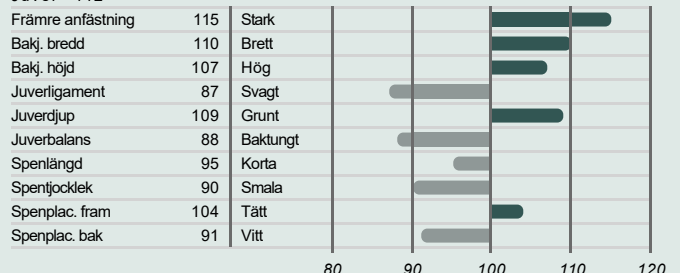 Främre anfästning 115 Stark
Bakj. bredd 110 Brett
Bakj. höjd 107 Hög
Juverligament 87 Svagt
Juverdjup 109 Grunt
Juverbalans 88 Baktungt
Spenlängd 95 Korta
Spentjocklek 90 Smala
Spenplac. fram 104 Tätt
Spenplac. bak 91 Vitt
80 90 100 110 120